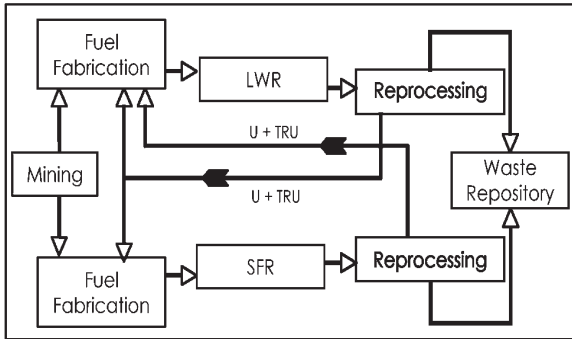 Fuel
Fabrication
LWR
Reprocessing
U + TRU
Mining
Waste
Repository
U + TRU
Fuel
Fabrication
SFR
Reprocessing